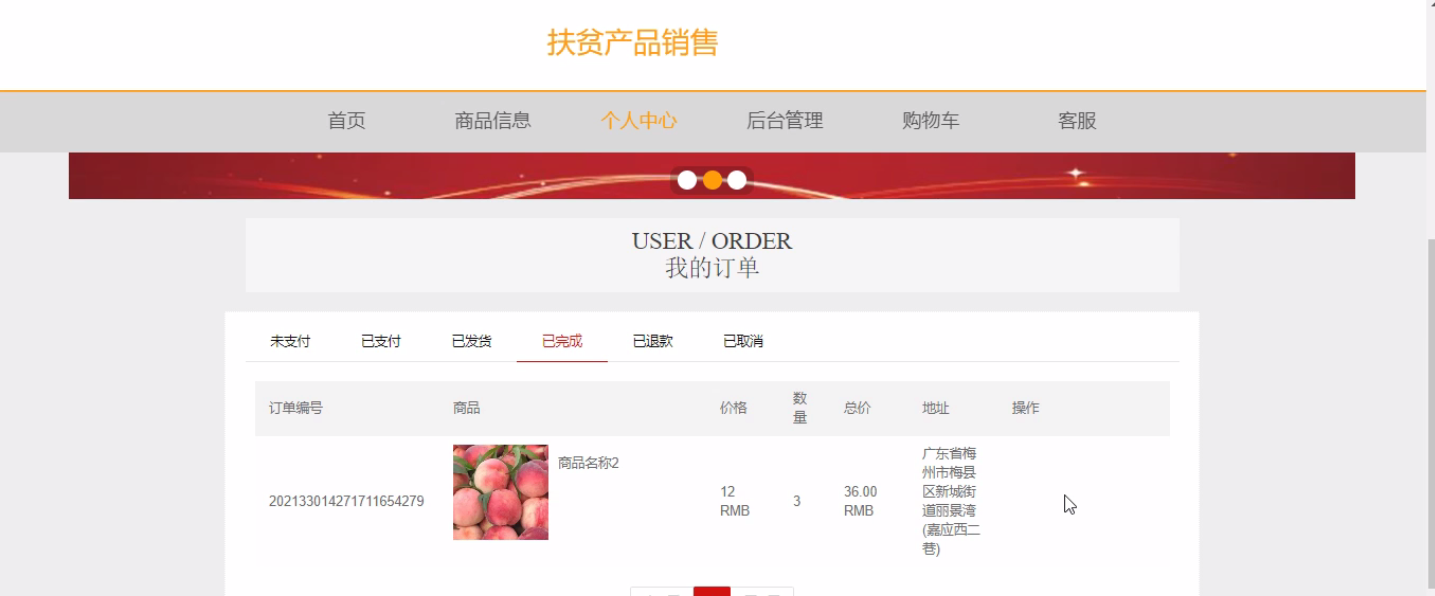 扶贫产品销售
首页 商品信息 个人中心 后台管理 购物车 客服
USER / ORDER
我的订单
未支付 已支付 已发货 已完成 已退款 已取消
订单编号 商品 价格 数量 总价 地址 操作
202133014271711654279 商品名称2 12 RMB 3 36.00 RMB
广东省梅
州市梅县
区新城街
道丽景湾
(嘉应西二
巷)